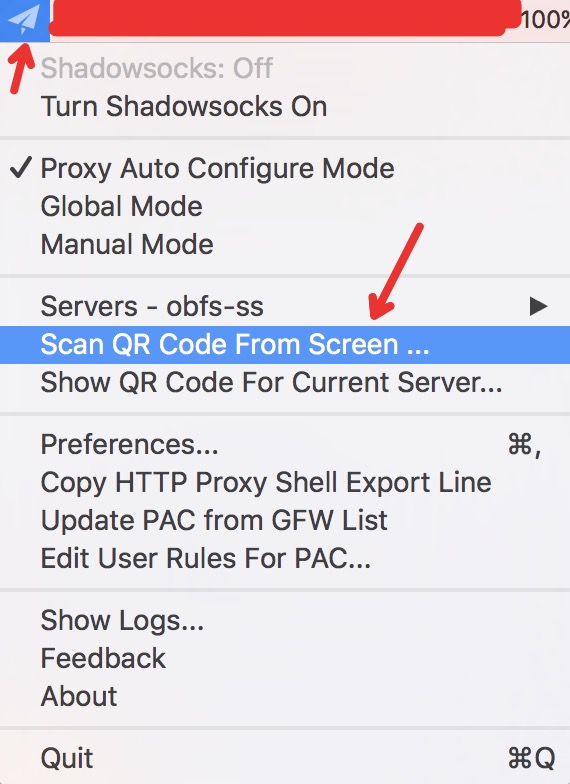 100%
Shadowsocks: Off
Turn Shadowsocks On
✓ Proxy Auto Configure Mode
Global Mode
Manual Mode
Servers - obfs-ss ▶
Scan QR Code From Screen ...
Show QR Code For Current Server...
Preferences... ⌘,
Copy HTTP Proxy Shell Export Line
Update PAC from GFW List
Edit User Rules For PAC...
Show Logs...
Feedback
About
Quit ⌘Q